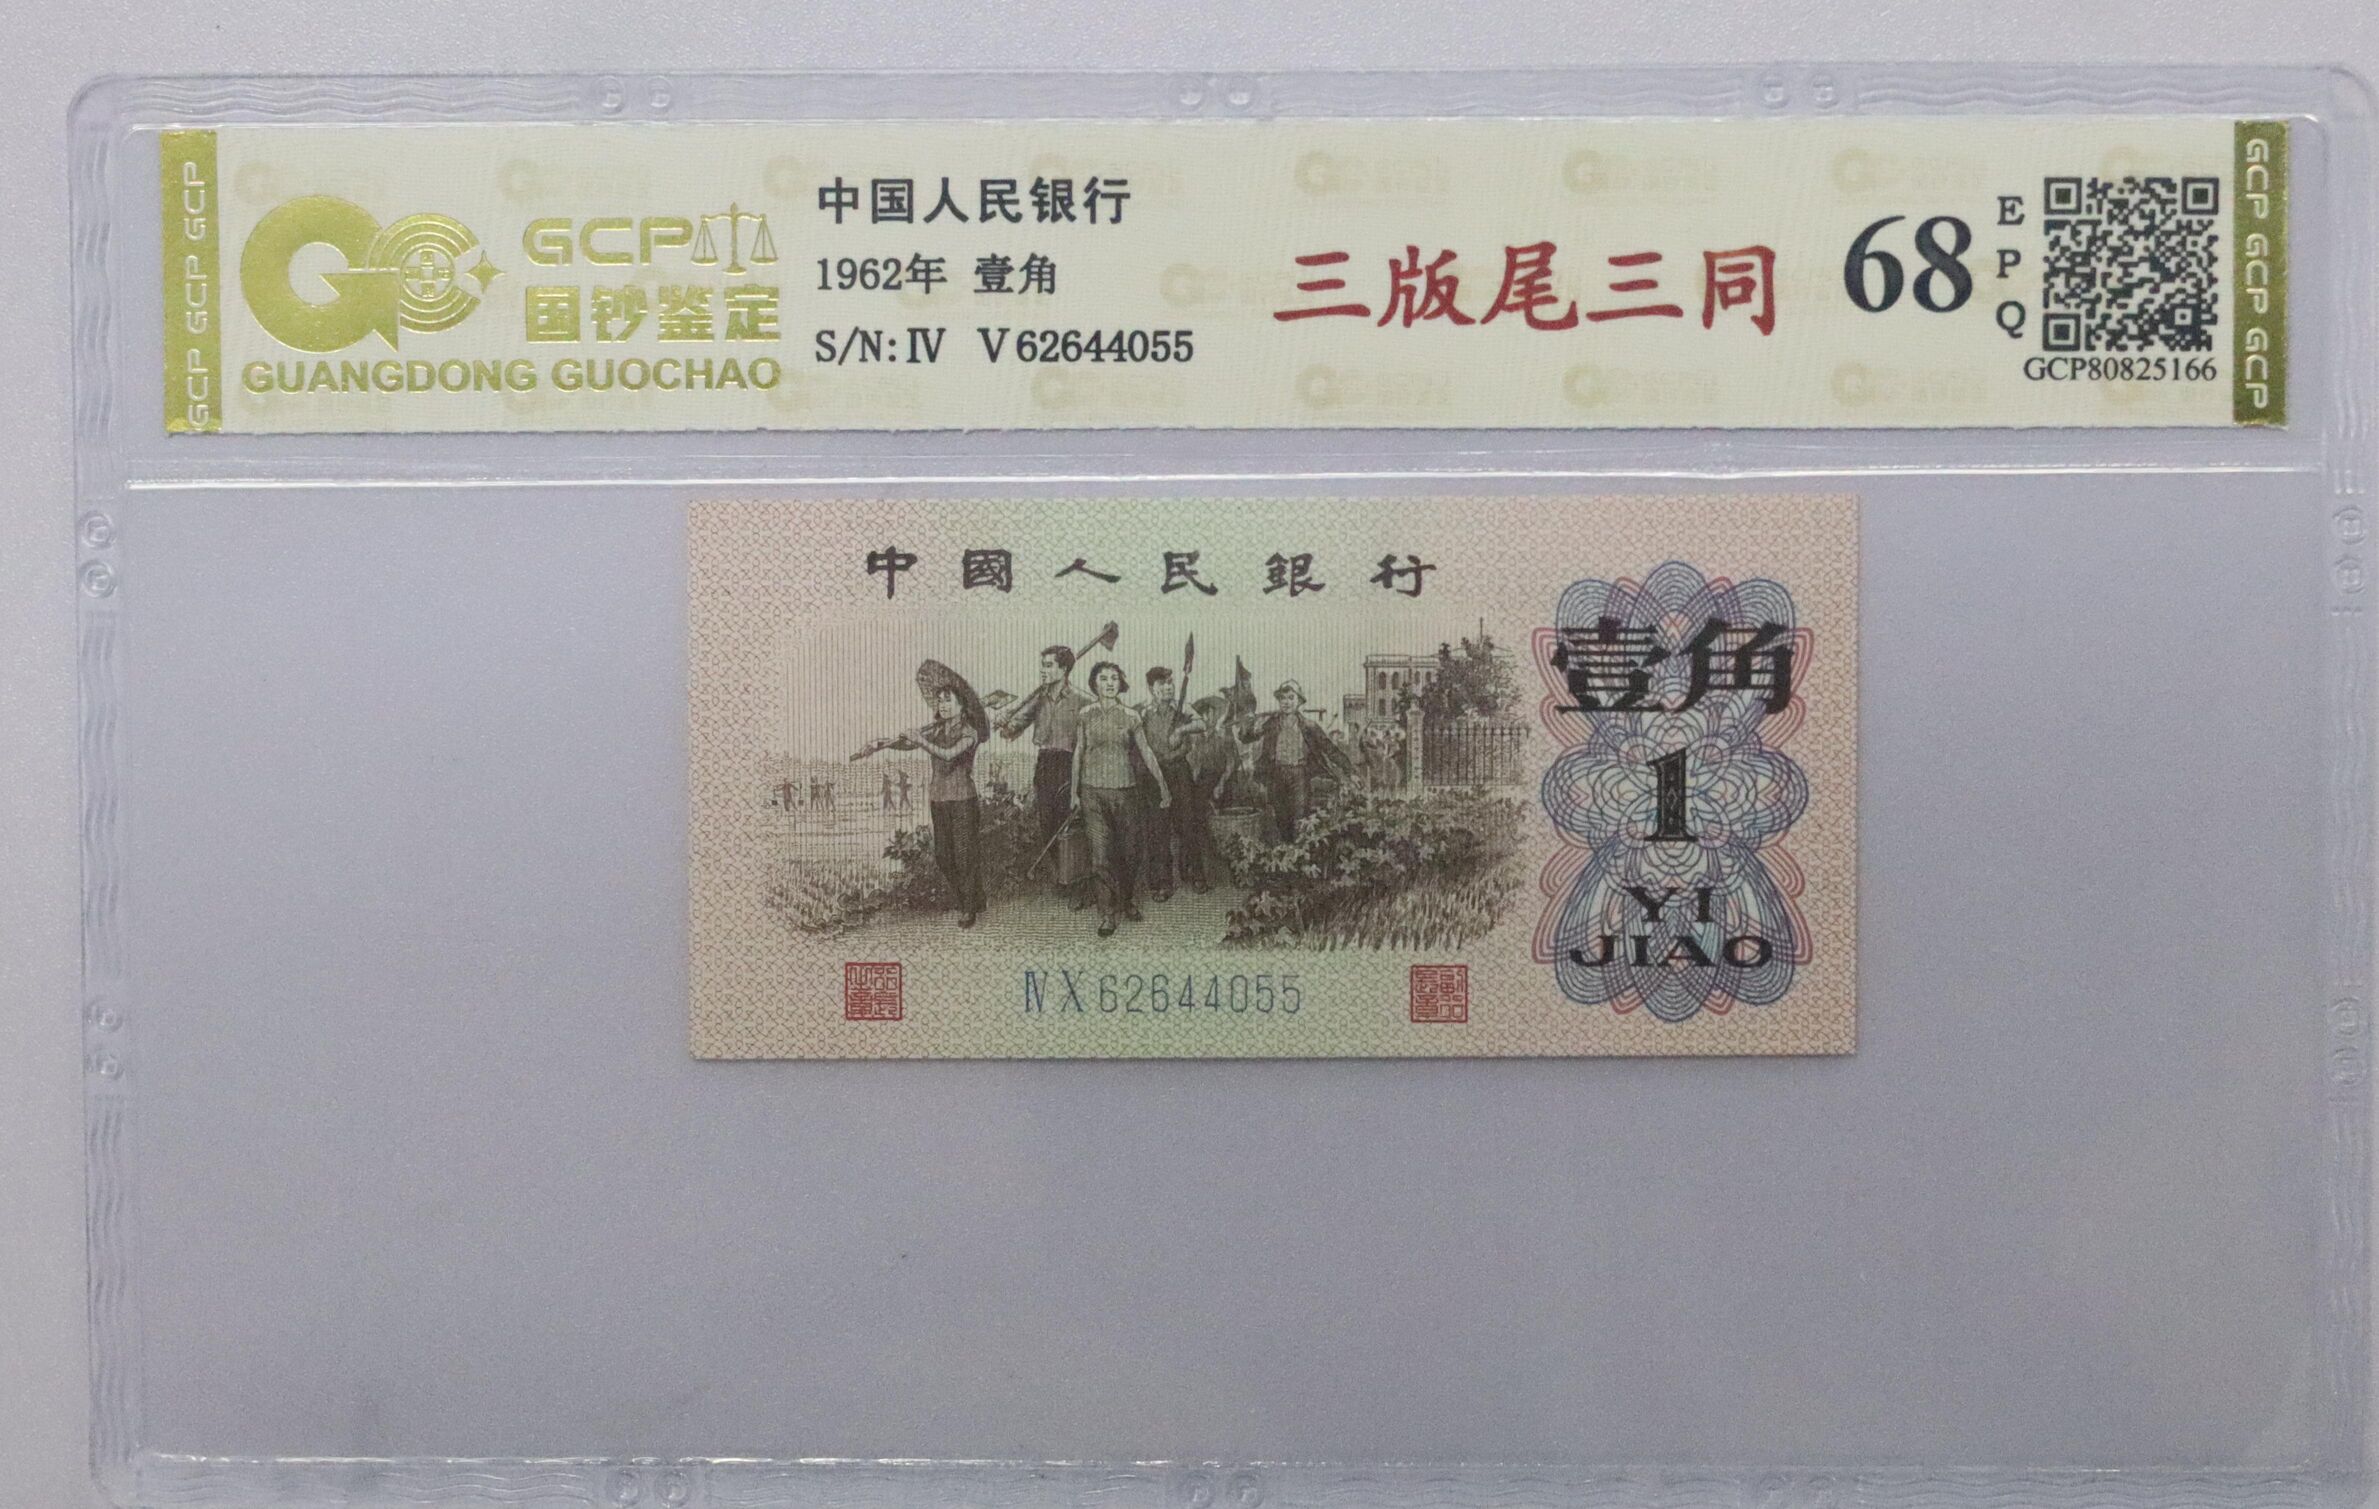 GCP GCP GCP
GCP
国钞鉴定
GUANGDONG GUOCHAO
中国人民银行
1962年 壹角
S/N: Ⅳ Ⅴ62644055
三版尾三同
68
E
P
Q
GCP80825166
GCP GCP GCP
中國人民銀行
壹角
1
YI
JIAO
Ⅳ X 62644055